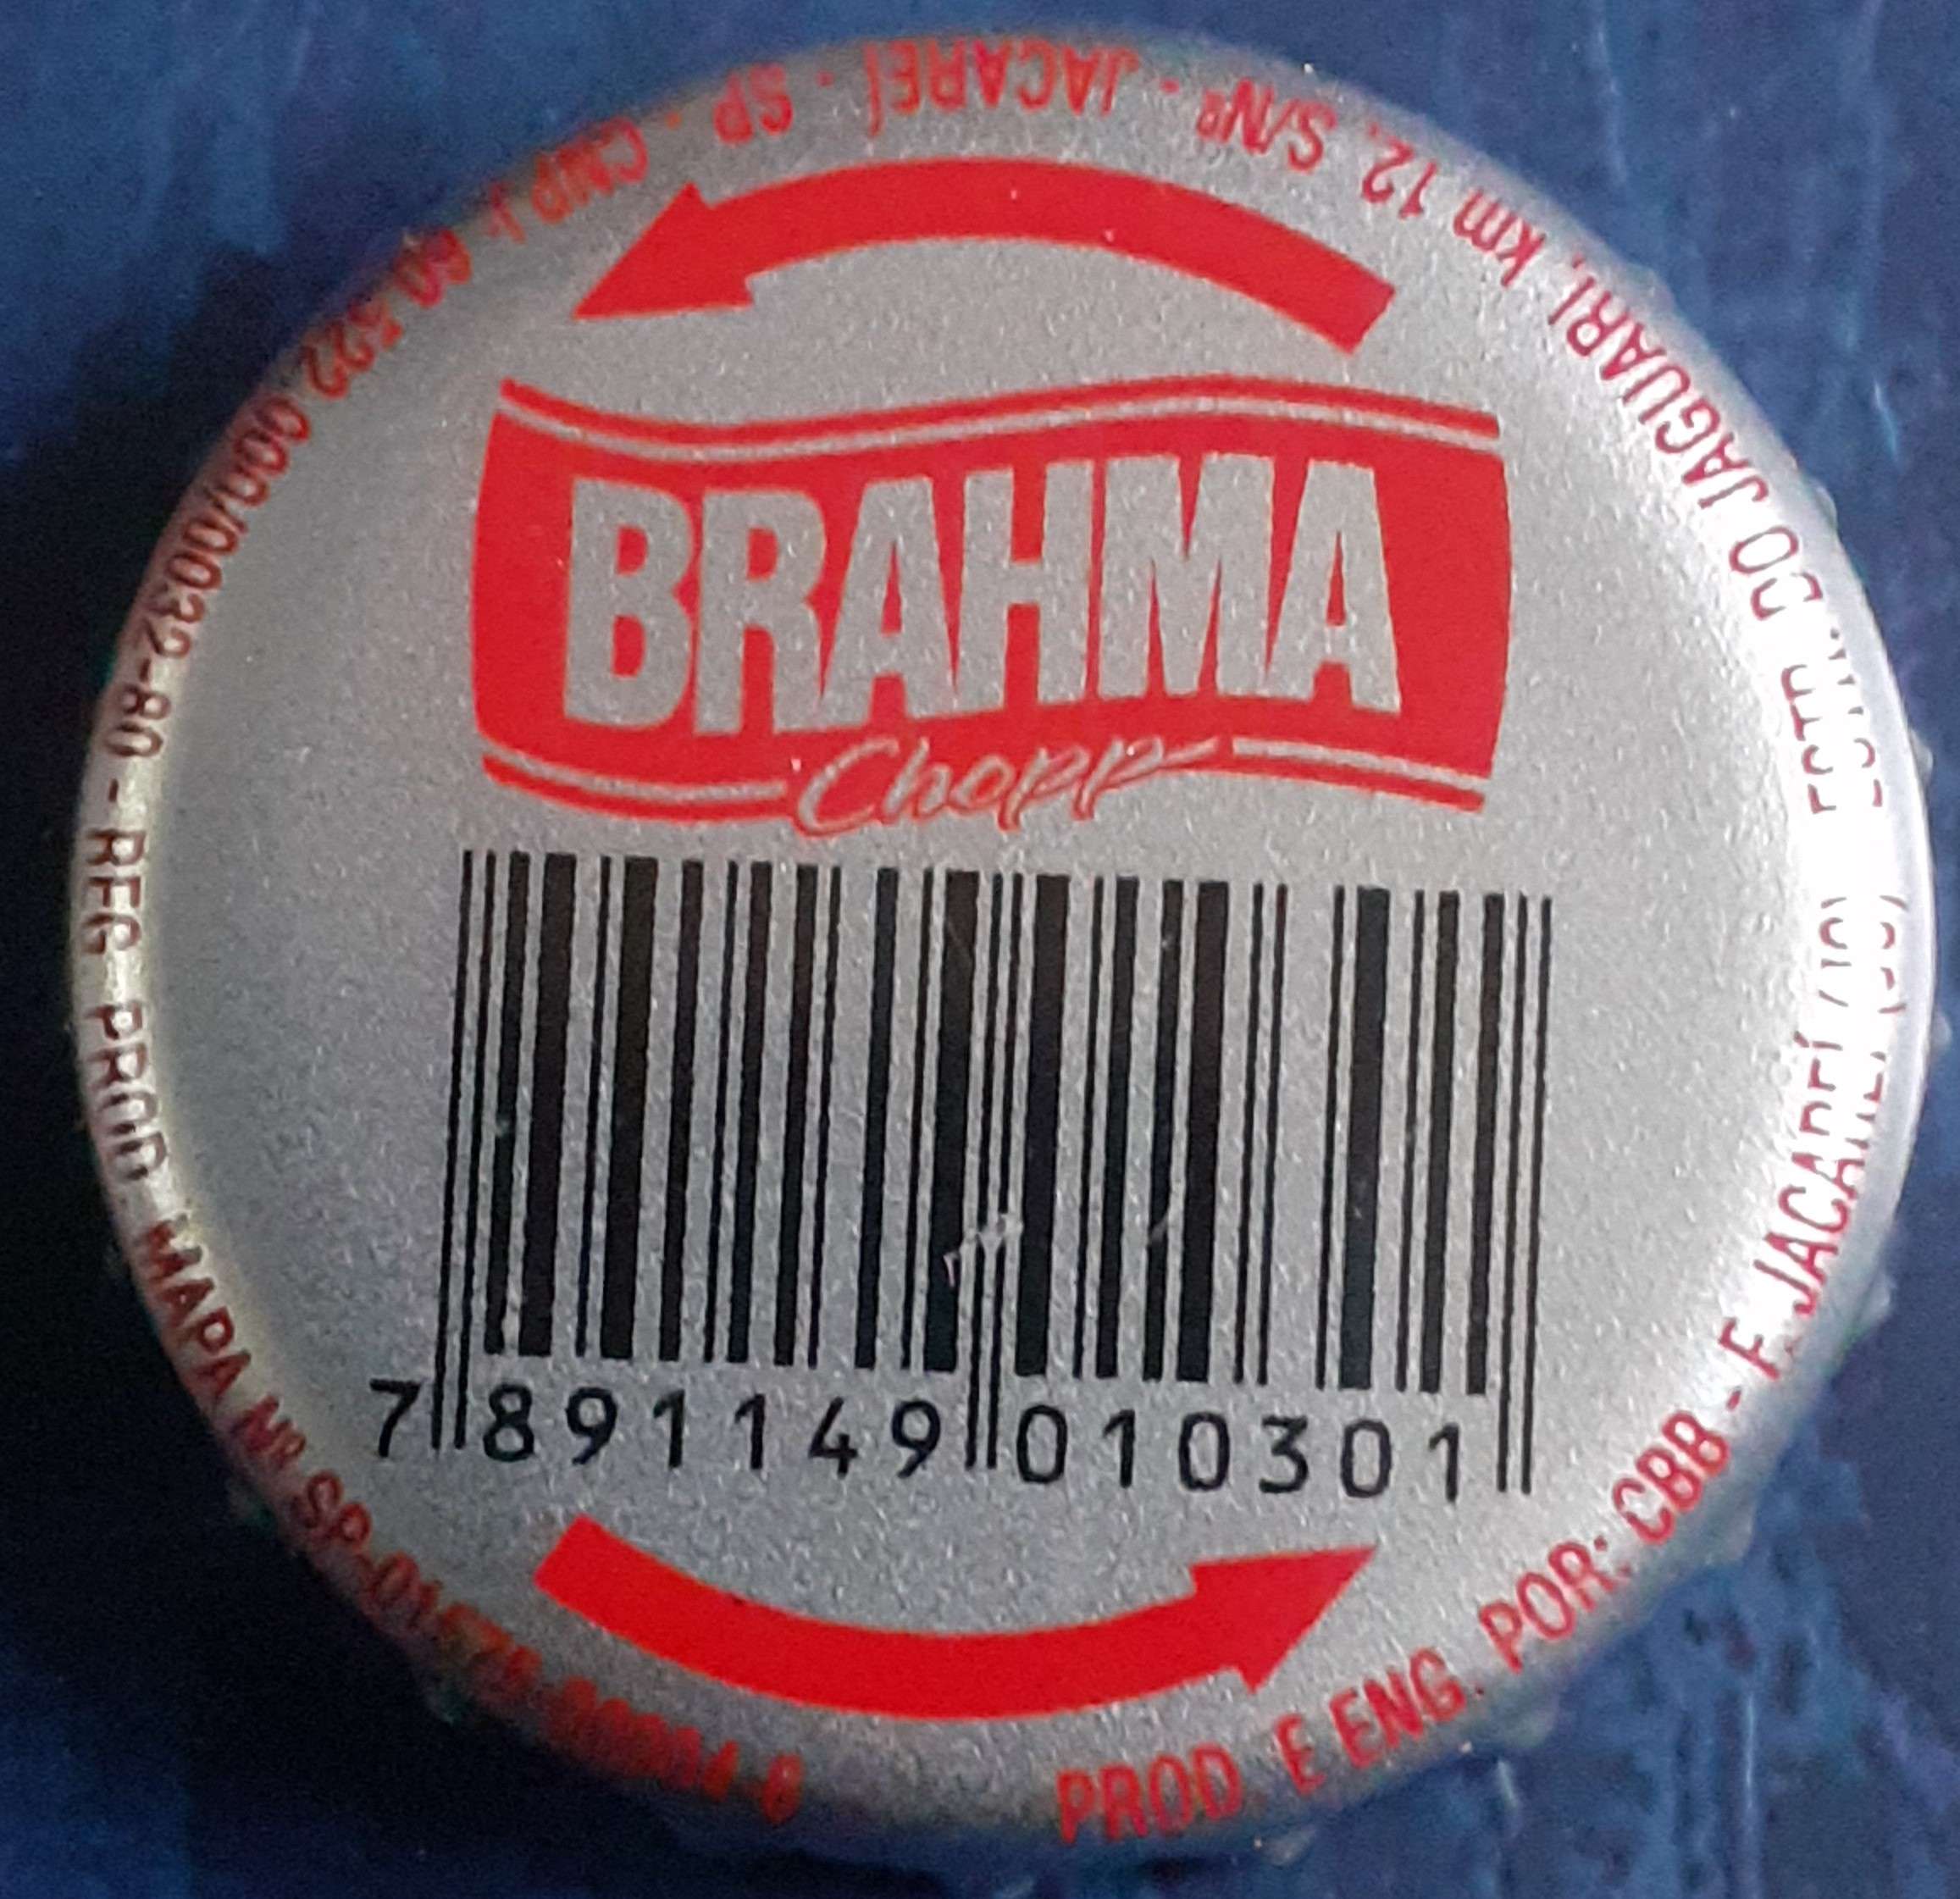 BRAHMA
Chopp
7 891149 010301
PROD. E ENG. POR: CBB - F. JACAREÍ ESTR. DO JAGUARI, km 12, S/Nº - JACAREÍ - SP - CNPJ: 60.522.000/0032-80 - REG. PROD. MAPA Nº